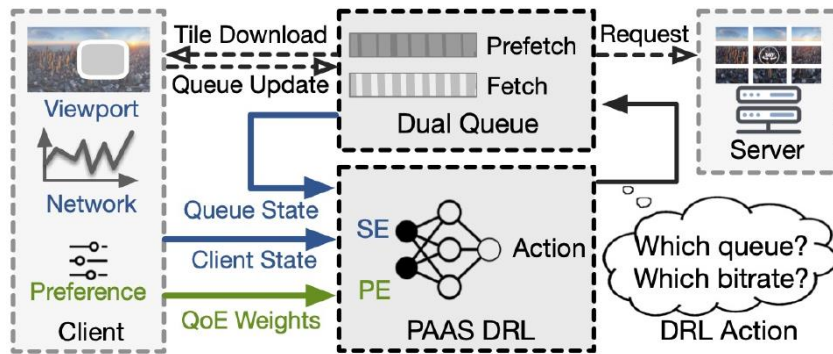 Tile Download
Queue Update
Prefetch
Fetch
Dual Queue
Request
Server
Viewport
Network
Preference
Client
Queue State
Client State
QoE Weights
SE
PE
Action
PAAS DRL
Which queue?
Which bitrate?
DRL Action